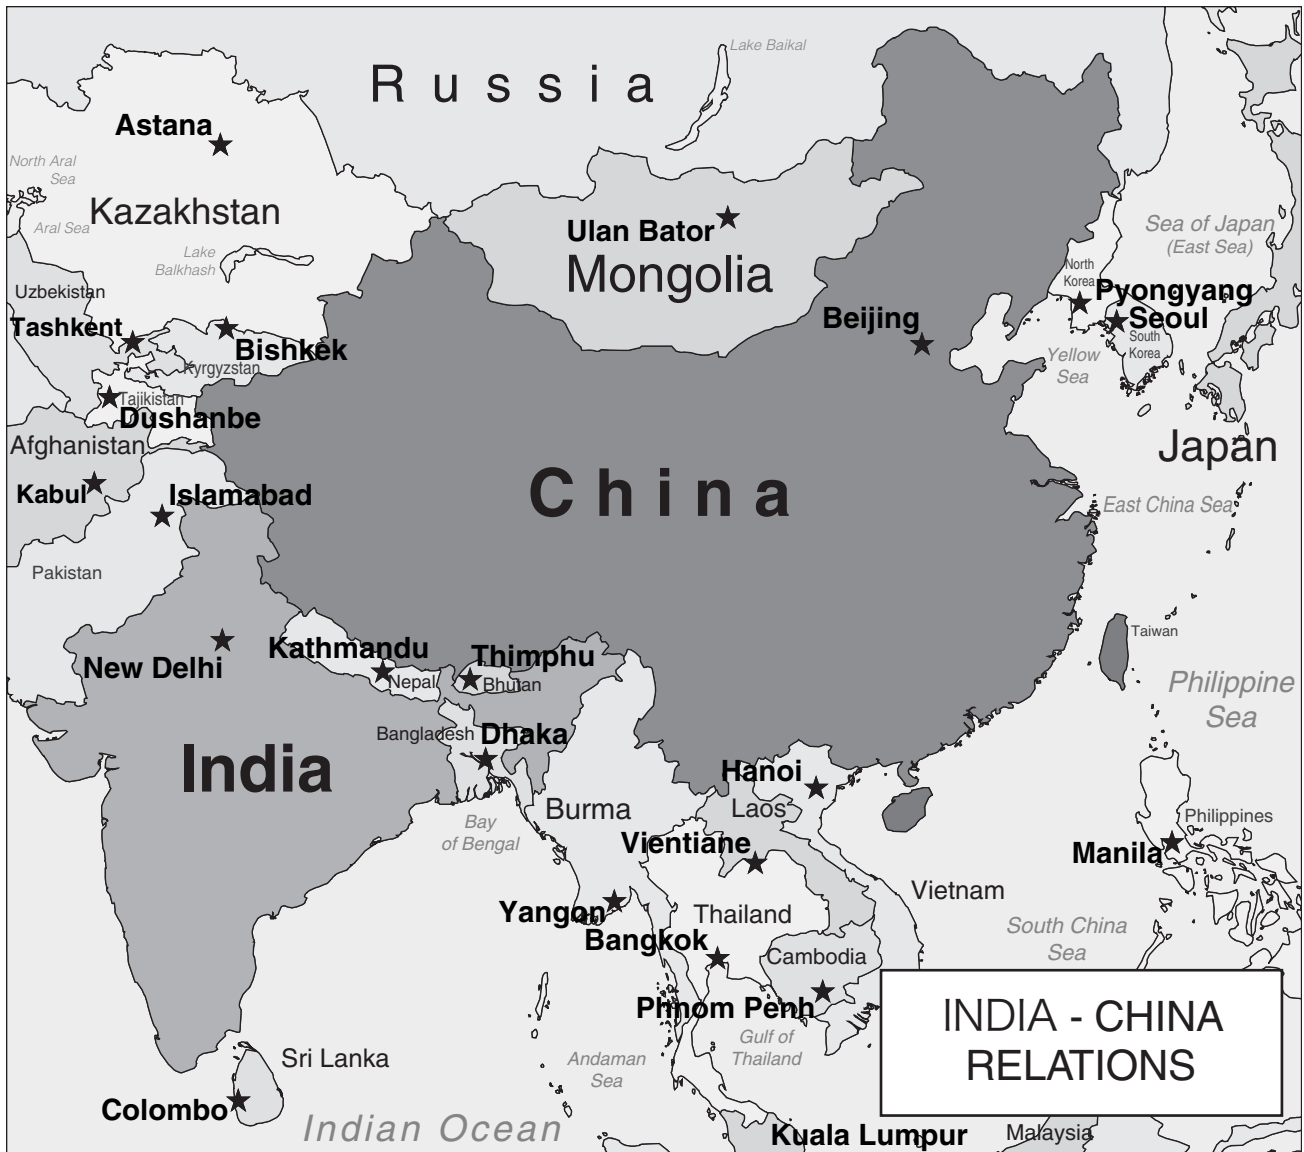 Lake Baikal
Russia
Astana
North Aral
Sea
Kazakhstan
Aral Sea
Ulan Bator
Sea of Japan
(East Sea)
Lake
Balkhash
Mongolia
North
Korea
Uzbekistan
Pyongyang
Tashkent
Beijing
Seoul
Bishkek
South
Korea
Yellow
Sea
Kyrgyzstan
Tajikistan
Dushanbe
Afghanistan
Japan
Kabul
Islamabad
China
East China Sea
Pakistan
Taiwan
Kathmandu
Thimphu
New Delhi
Nepal
Bhutan
Philippine
Sea
Bangladesh
Dhaka
India
Hanoi
Burma
Laos
Bay
of Bengal
Philippines
Vientiane
Manila
Vietnam
Yangon
Thailand
South China
Sea
Bangkok
Cambodia
Phnom Penh
Gulf of
Thailand
INDIA - CHINA
RELATIONS
Sri Lanka
Andaman
Sea
Colombo
Indian Ocean
Kuala Lumpur
Malaysia